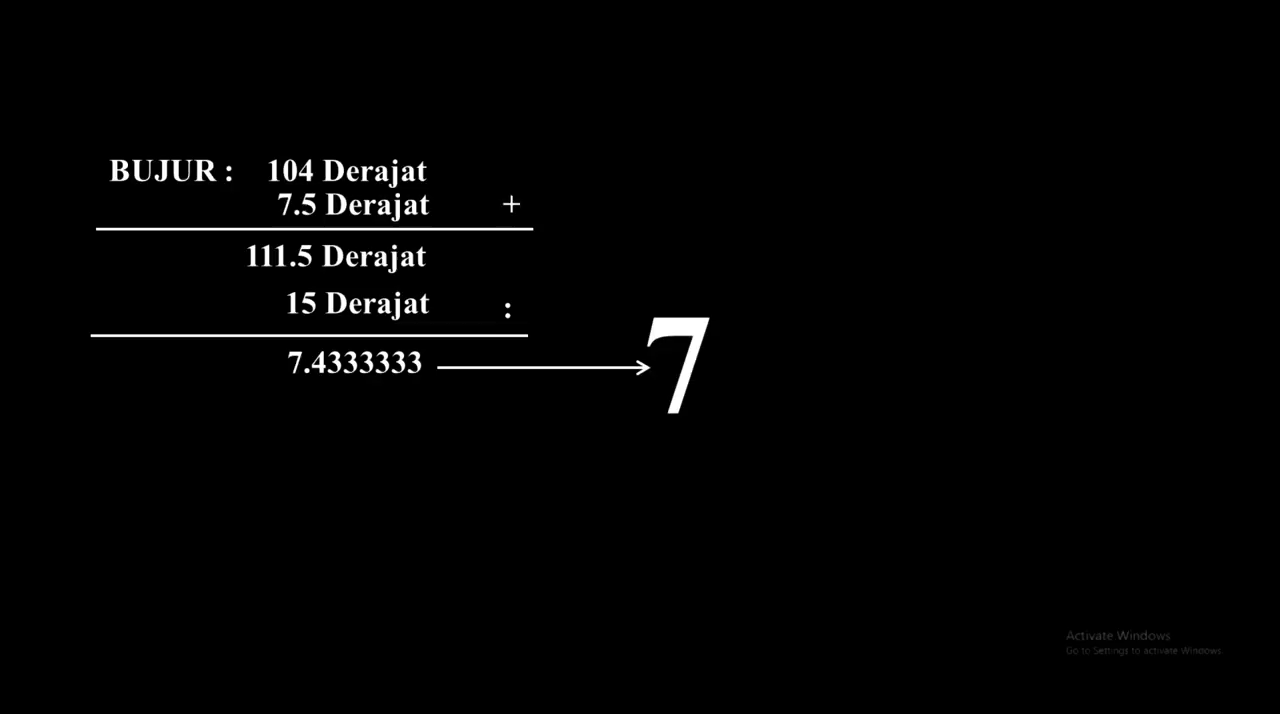 BUJUR : 104 Derajat
7.5 Derajat +
111.5 Derajat
15 Derajat :
7.4333333
7
Activate Windows
Go to Settings to activate Windows.